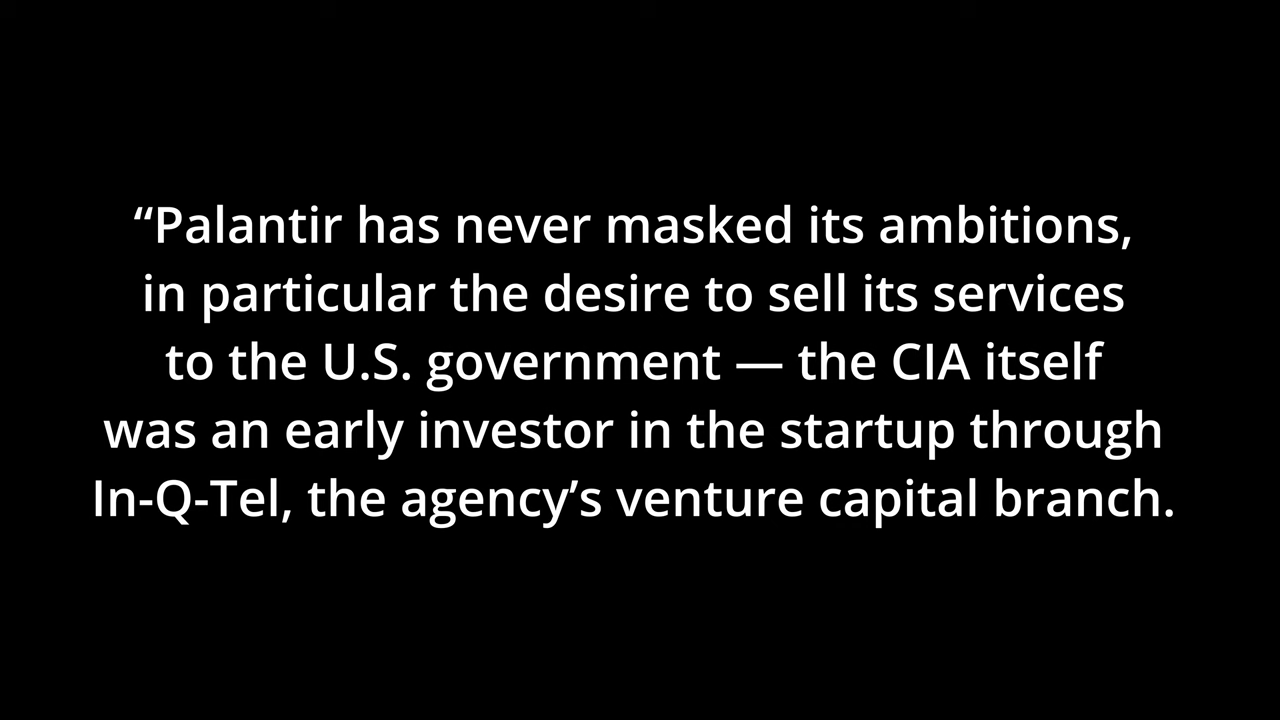 “Palantir has never masked its ambitions,
in particular the desire to sell its services
to the U.S. government — the CIA itself
was an early investor in the startup through
In-Q-Tel, the agency’s venture capital branch.